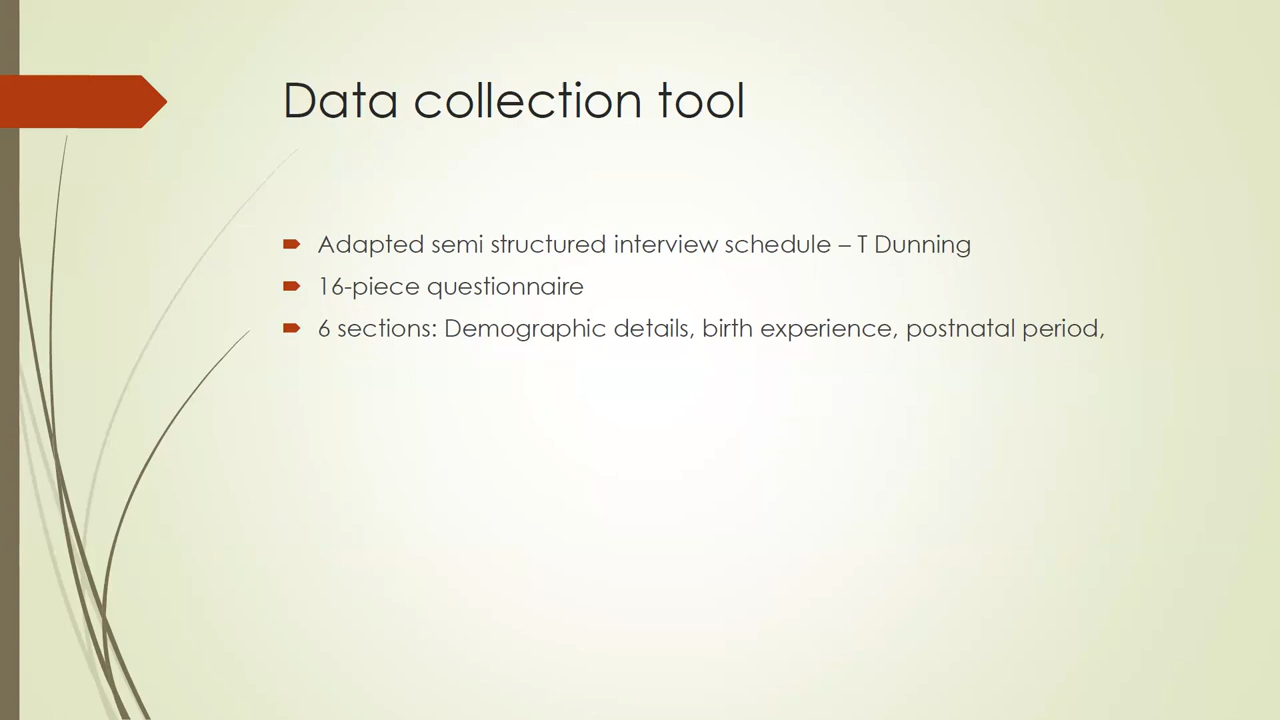 Data collection tool
Adapted semi structured interview schedule – T Dunning
16-piece questionnaire
6 sections: Demographic details, birth experience, postnatal period,